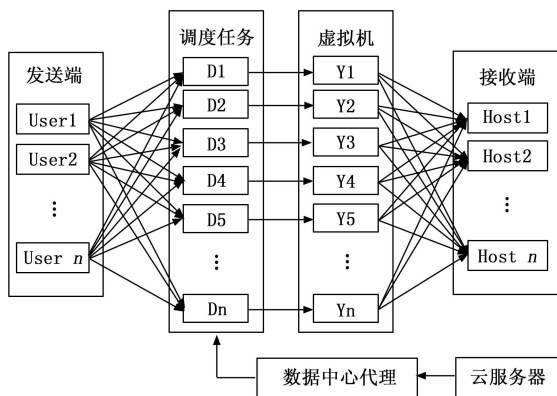 发送端
User1
User2
⋮
User n
调度任务
D1
D2
D3
D4
D5
⋮
Dn
虚拟机
Y1
Y2
Y3
Y4
Y5
⋮
Yn
接收端
Host1
Host2
⋮
Host n
数据中心代理
云服务器